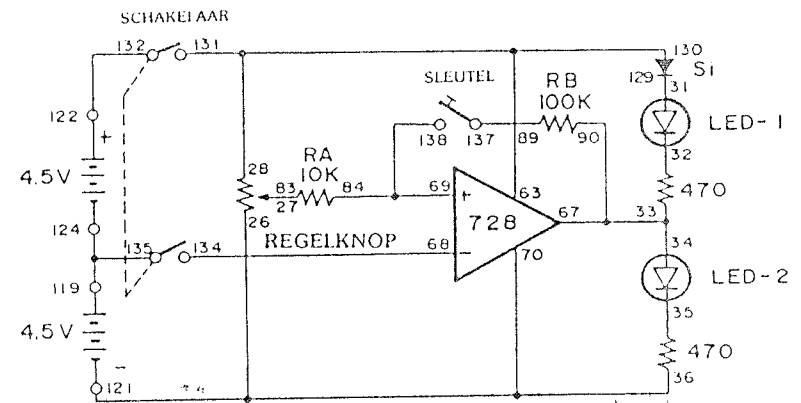 SCHAKELAAR
132 131
130
Si
129
31
SLEUTEL
RB
100K
122
+
138 137 89 90
LED-1
32
4.5V
RA
10K
28
83 84
27
26
69 + 63
728
67 33
470
124
135 134
REGELKNOP
68 -
70
34
119
LED-2
35
4.5V
-
121
470
36